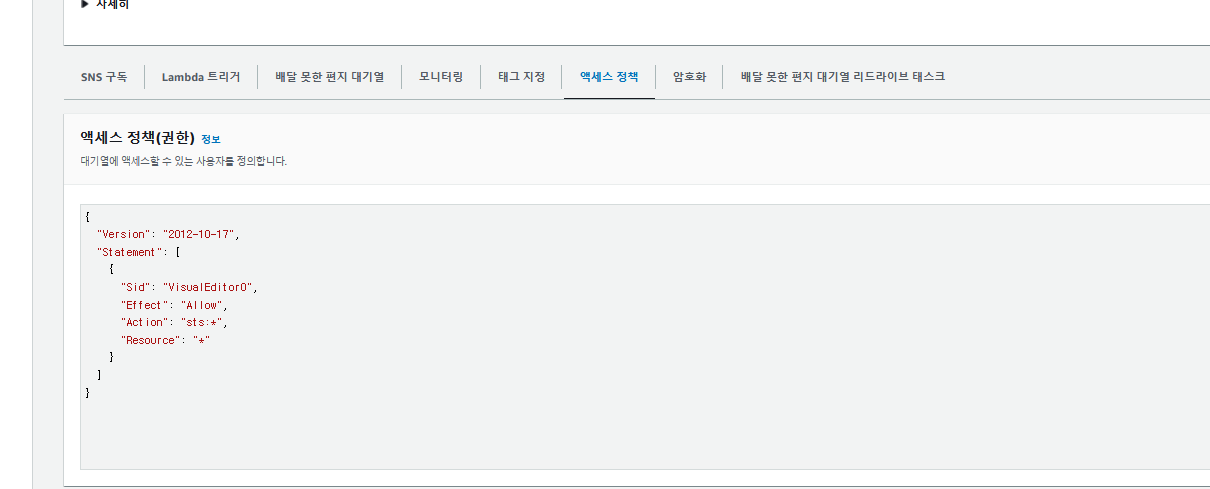 ▶ 자세히
SNS 구독 Lambda 트리거 배달 못한 편지 대기열 모니터링 태그 지정 액세스 정책 암호화 배달 못한 편지 대기열 리드라이브 태스크
액세스 정책(권한) 정보
대기열에 액세스할 수 있는 사용자를 정의합니다.
{
  "Version": "2012-10-17",
  "Statement": [
    {
      "Sid": "VisualEditor0",
      "Effect": "Allow",
      "Action": "sts:*",
      "Resource": "*"
    }
  ]
}